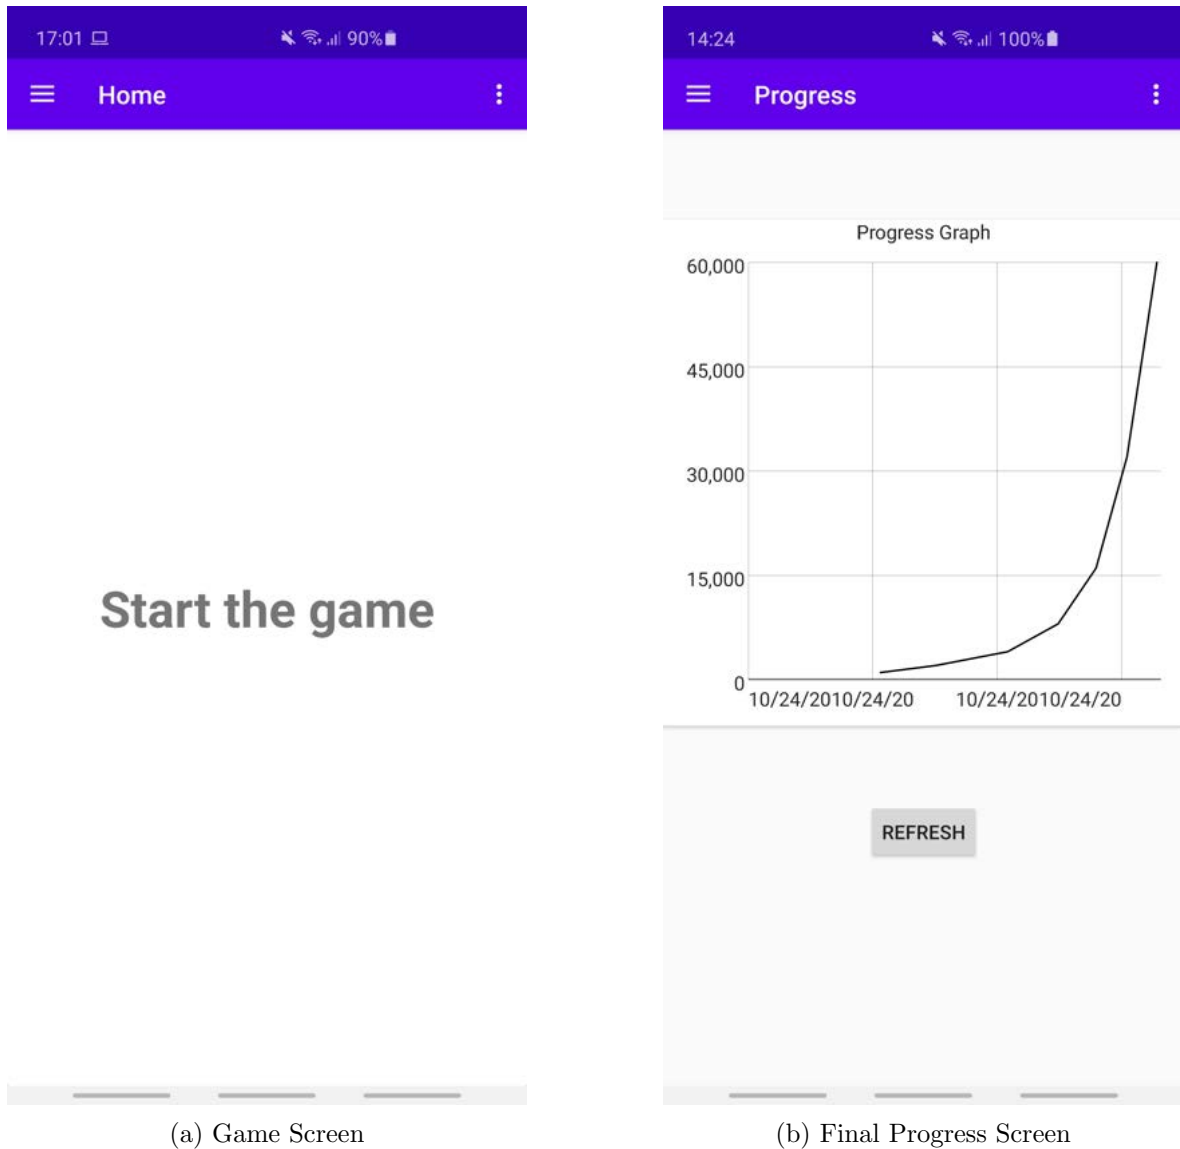 17:01 90%
Home
Start the game
(a) Game Screen
14:24 100%
Progress
Progress Graph
60,000
45,000
30,000
15,000
0
10/24/2010/24/20 10/24/2010/24/20
REFRESH
(b) Final Progress Screen